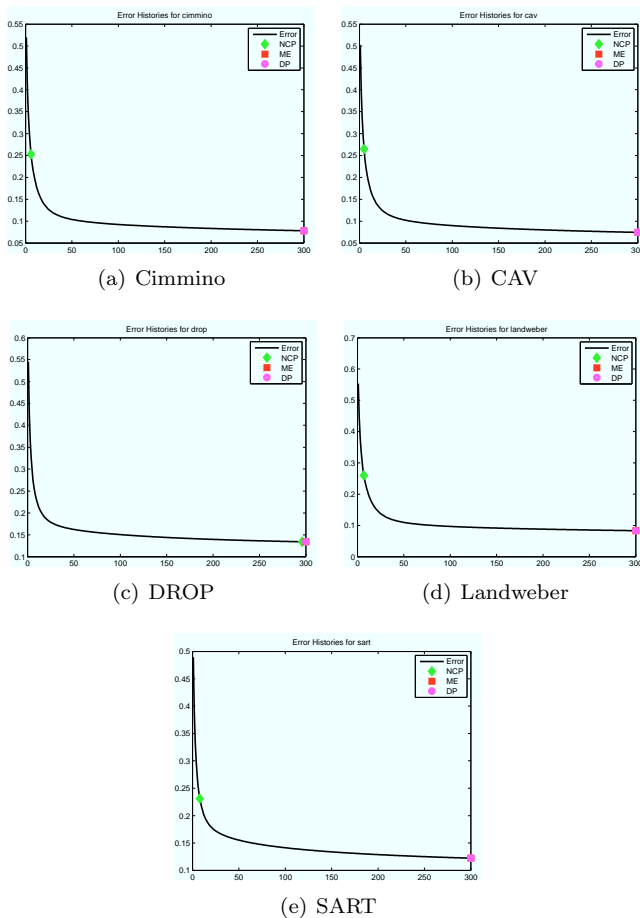 Error Histories for cimmino
0.55
0.5
0.45
0.4
0.35
0.3
0.25
0.2
0.15
0.1
0.05
0 50 100 150 200 250 300
Error
NCP
ME
DP
(a) Cimmino
Error Histories for cav
0.55
0.5
0.45
0.4
0.35
0.3
0.25
0.2
0.15
0.1
0.05
0 50 100 150 200 250 300
Error
NCP
ME
DP
(b) CAV
Error Histories for drop
0.6
0.55
0.5
0.45
0.4
0.35
0.3
0.25
0.2
0.15
0.1
0 50 100 150 200 250 300
Error
NCP
ME
DP
(c) DROP
Error Histories for landweber
0.7
0.6
0.5
0.4
0.3
0.2
0.1
0
0 50 100 150 200 250 300
Error
NCP
ME
DP
(d) Landweber
Error Histories for sart
0.5
0.45
0.4
0.35
0.3
0.25
0.2
0.15
0.1
0 50 100 150 200 250 300
Error
NCP
ME
DP
(e) SART